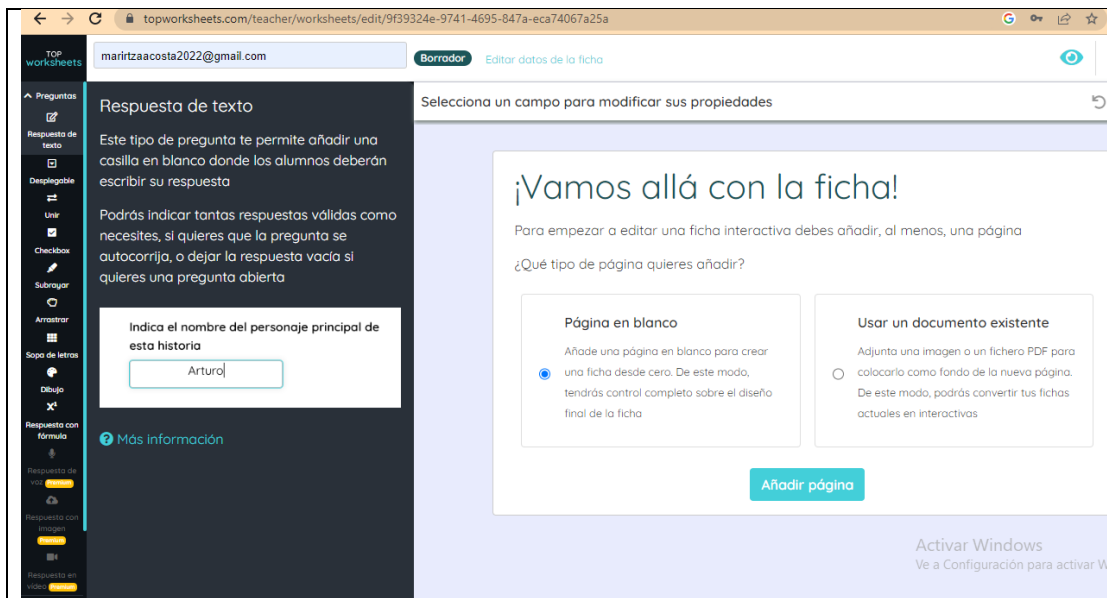 topworksheets.com/teacher/worksheets/edit/9f39324e-9741-4695-847a-eca74067a25a
TOP
worksheets
marirtzaacosta2022@gmail.com
Borrador
Editar datos de la ficha
Preguntas
Respuesta de
texto
Desplegable
Unir
Checkbox
Subrayar
Arrastrar
Sopa de letras
Dibujo
X²
Respuesta con
fórmula
Respuesta de
voz Premium
Respuesta con
imagen
Premium
Respuesta en
vídeo Premium
Respuesta de texto
Este tipo de pregunta te permite añadir una
casilla en blanco donde los alumnos deberán
escribir su respuesta
Podrás indicar tantas respuestas válidas como
necesites, si quieres que la pregunta se
autocorrija, o dejar la respuesta vacía si
quieres una pregunta abierta
Indica el nombre del personaje principal de
esta historia
Arturo
Más información
Selecciona un campo para modificar sus propiedades
¡Vamos allá con la ficha!
Para empezar a editar una ficha interactiva debes añadir, al menos, una página
¿Qué tipo de página quieres añadir?
Página en blanco
Añade una página en blanco para crear
una ficha desde cero. De este modo,
tendrás control completo sobre el diseño
final de la ficha
Usar un documento existente
Adjunta una imagen o un fichero PDF para
colocarlo como fondo de la nueva página.
De este modo, podrás convertir tus fichas
actuales en interactivas
Añadir página
Activar Windows
Ve a Configuración para activar W